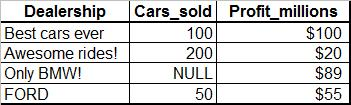 Dealership Cars_sold Profit_millions
Best cars ever 100 $100
Awesome rides! 200 $20
Only BMW! NULL $89
FORD 50 $55